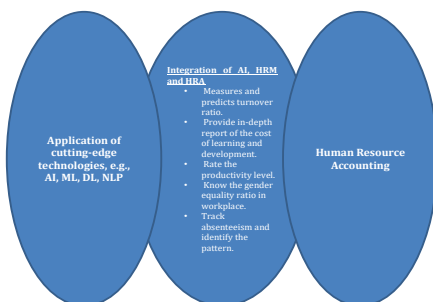 Application of
cutting-edge
technologies, e.g.,
AI, ML, DL, NLP
Integration of AI, HRM
and HRA
• Measures and
predicts turnover
ratio.
• Provide in-depth
report of the cost
of learning and
development.
• Rate the
productivity level.
• Know the gender
equality ratio in
workplace.
• Track
absenteeism and
identify the
pattern.
Human Resource
Accounting